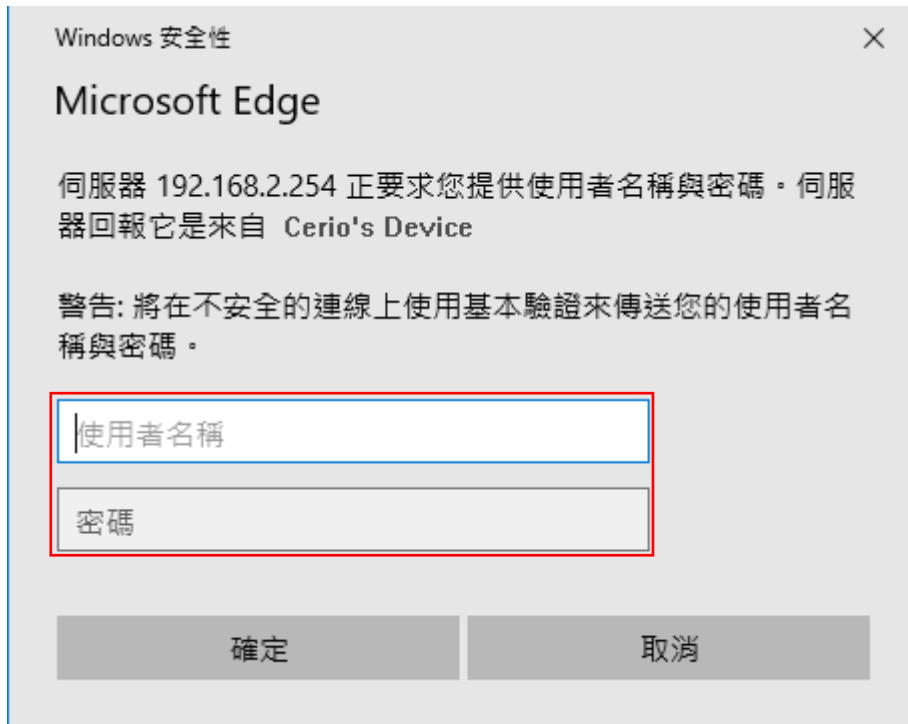 Windows 安全性
Microsoft Edge
伺服器 192.168.2.254 正要求您提供使用者名稱與密碼。伺服
器回報它是來自 Cerio's Device
警告: 將在不安全的連線上使用基本驗證來傳送您的使用者名
稱與密碼。
使用者名稱
密碼
確定
取消